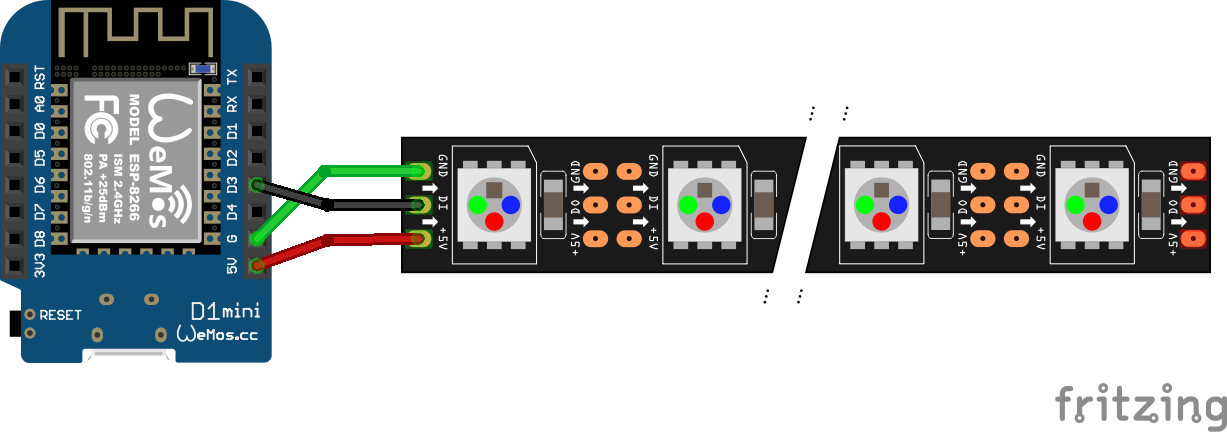 RST
A0
D0
D5
D6
D7
D8
3V3
TX
RX
D1
D2
D3
D4
G
5V
WeMos
MODEL ESP-8266
ISM 2.4GHz
PA +25dBm
802.11b/g/n
FC
RESET
D1mini
WeMos.cc
GND
DI
+5V
GND
DO
+5V
GND
DI
+5V
GND
DO
+5V
GND
DI
+5V
GND
DO
+5V
fritzing